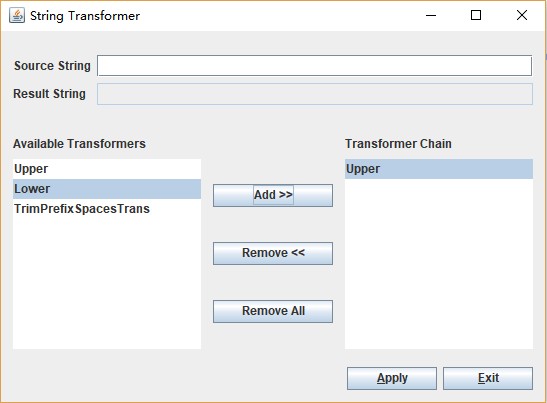 String Transformer
Source String
Result String
Available Transformers
Transformer Chain
Upper
Lower
TrimPrefixSpacesTrans
Add >>
Remove <<
Remove All
Upper
Apply
Exit